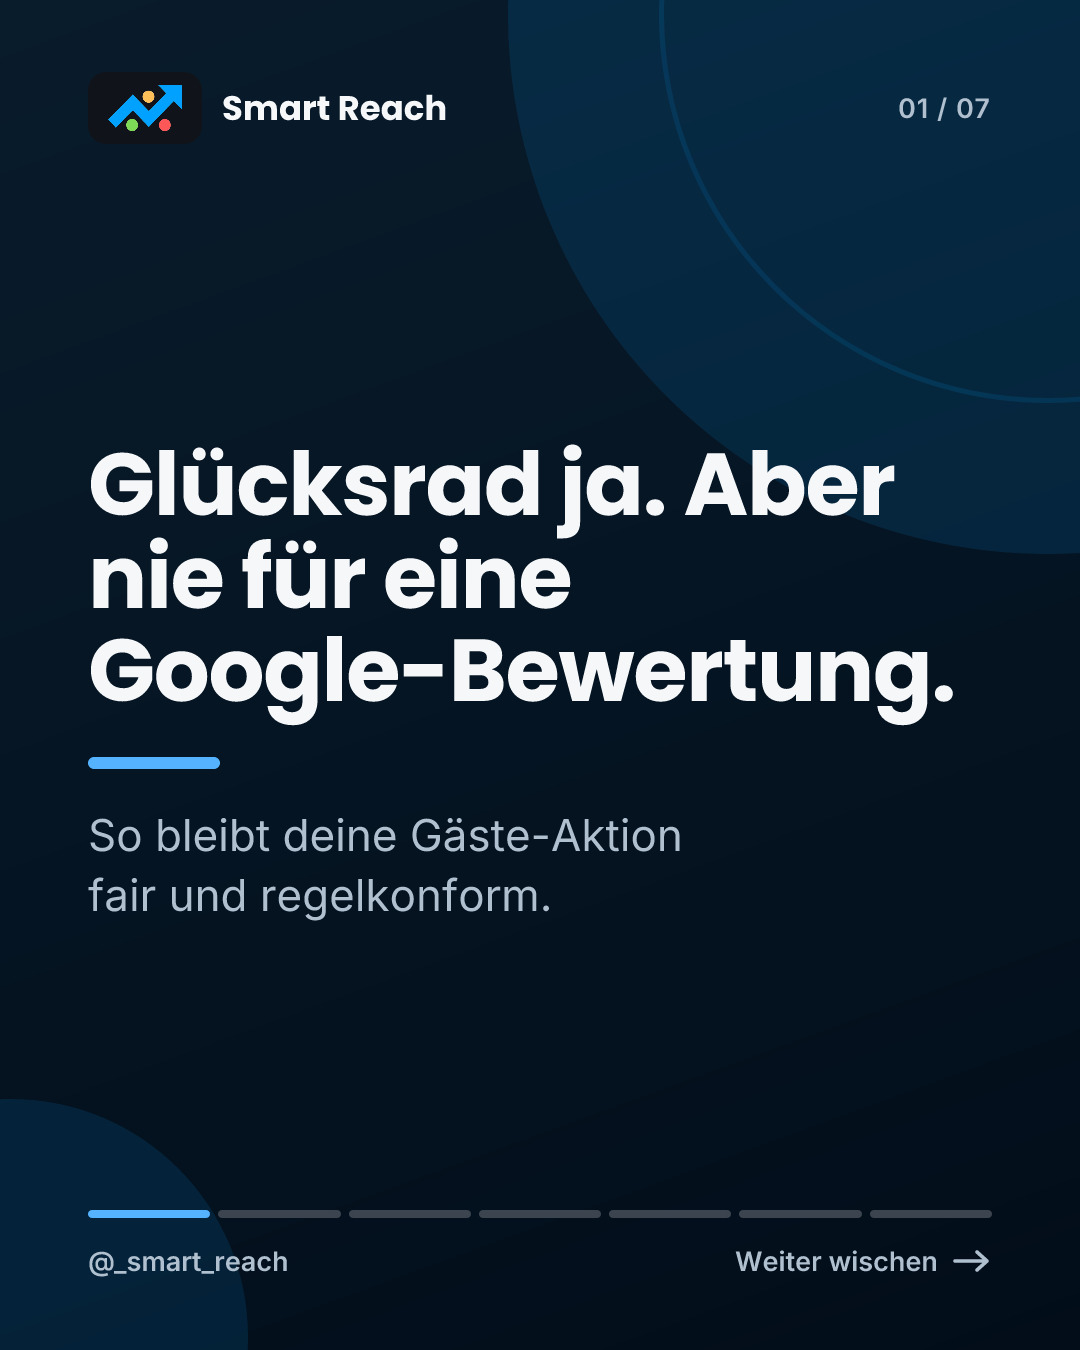 Smart Reach
01 / 07
Glücksrad ja. Aber
nie für eine
Google-Bewertung.
So bleibt deine Gäste-Aktion
fair und regelkonform.
@_smart_reach
Weiter wischen →